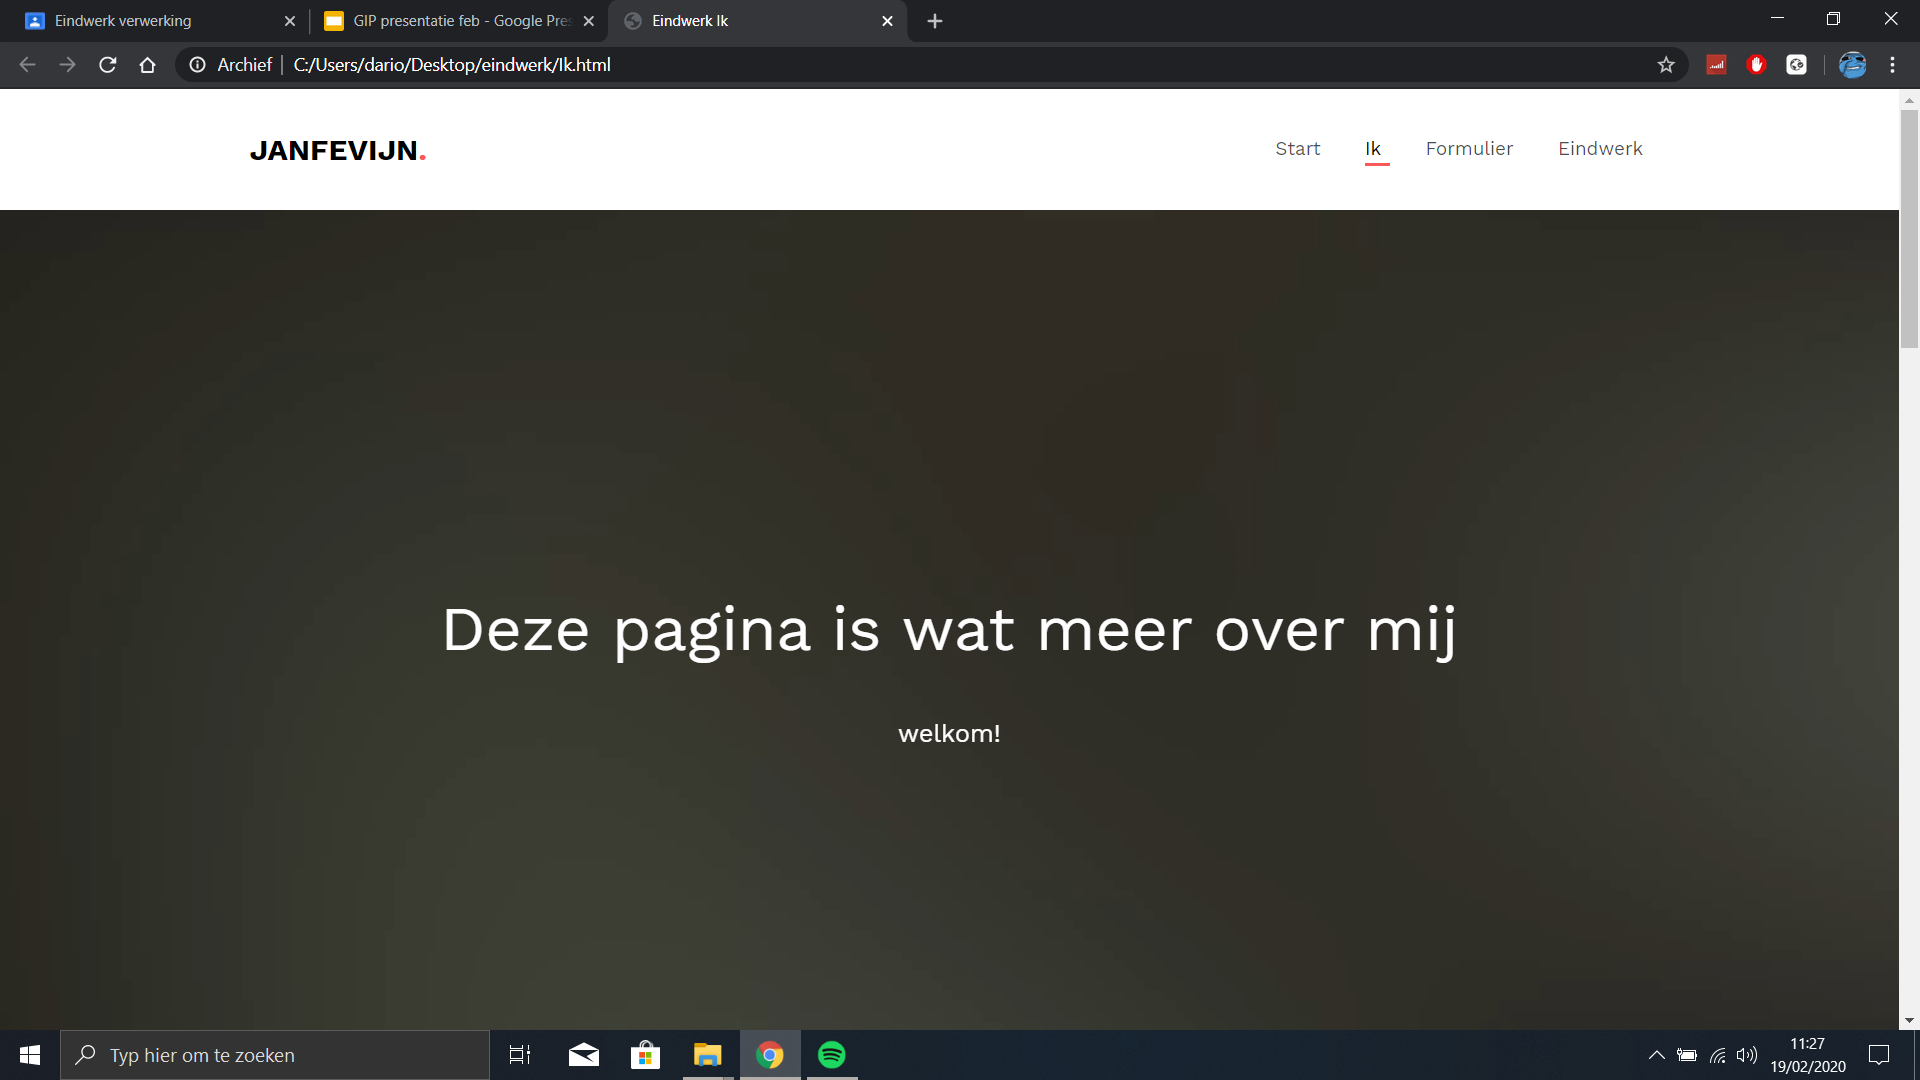 Eindwerk verwerking
GIP presentatie feb - Google Pres
Eindwerk Ik
Archief
C:/Users/dario/Desktop/eindwerk/Ik.html
JANFEVIJN.
Start
Ik
Formulier
Eindwerk
Deze pagina is wat meer over mij
welkom!
Typ hier om te zoeken
11:27
19/02/2020